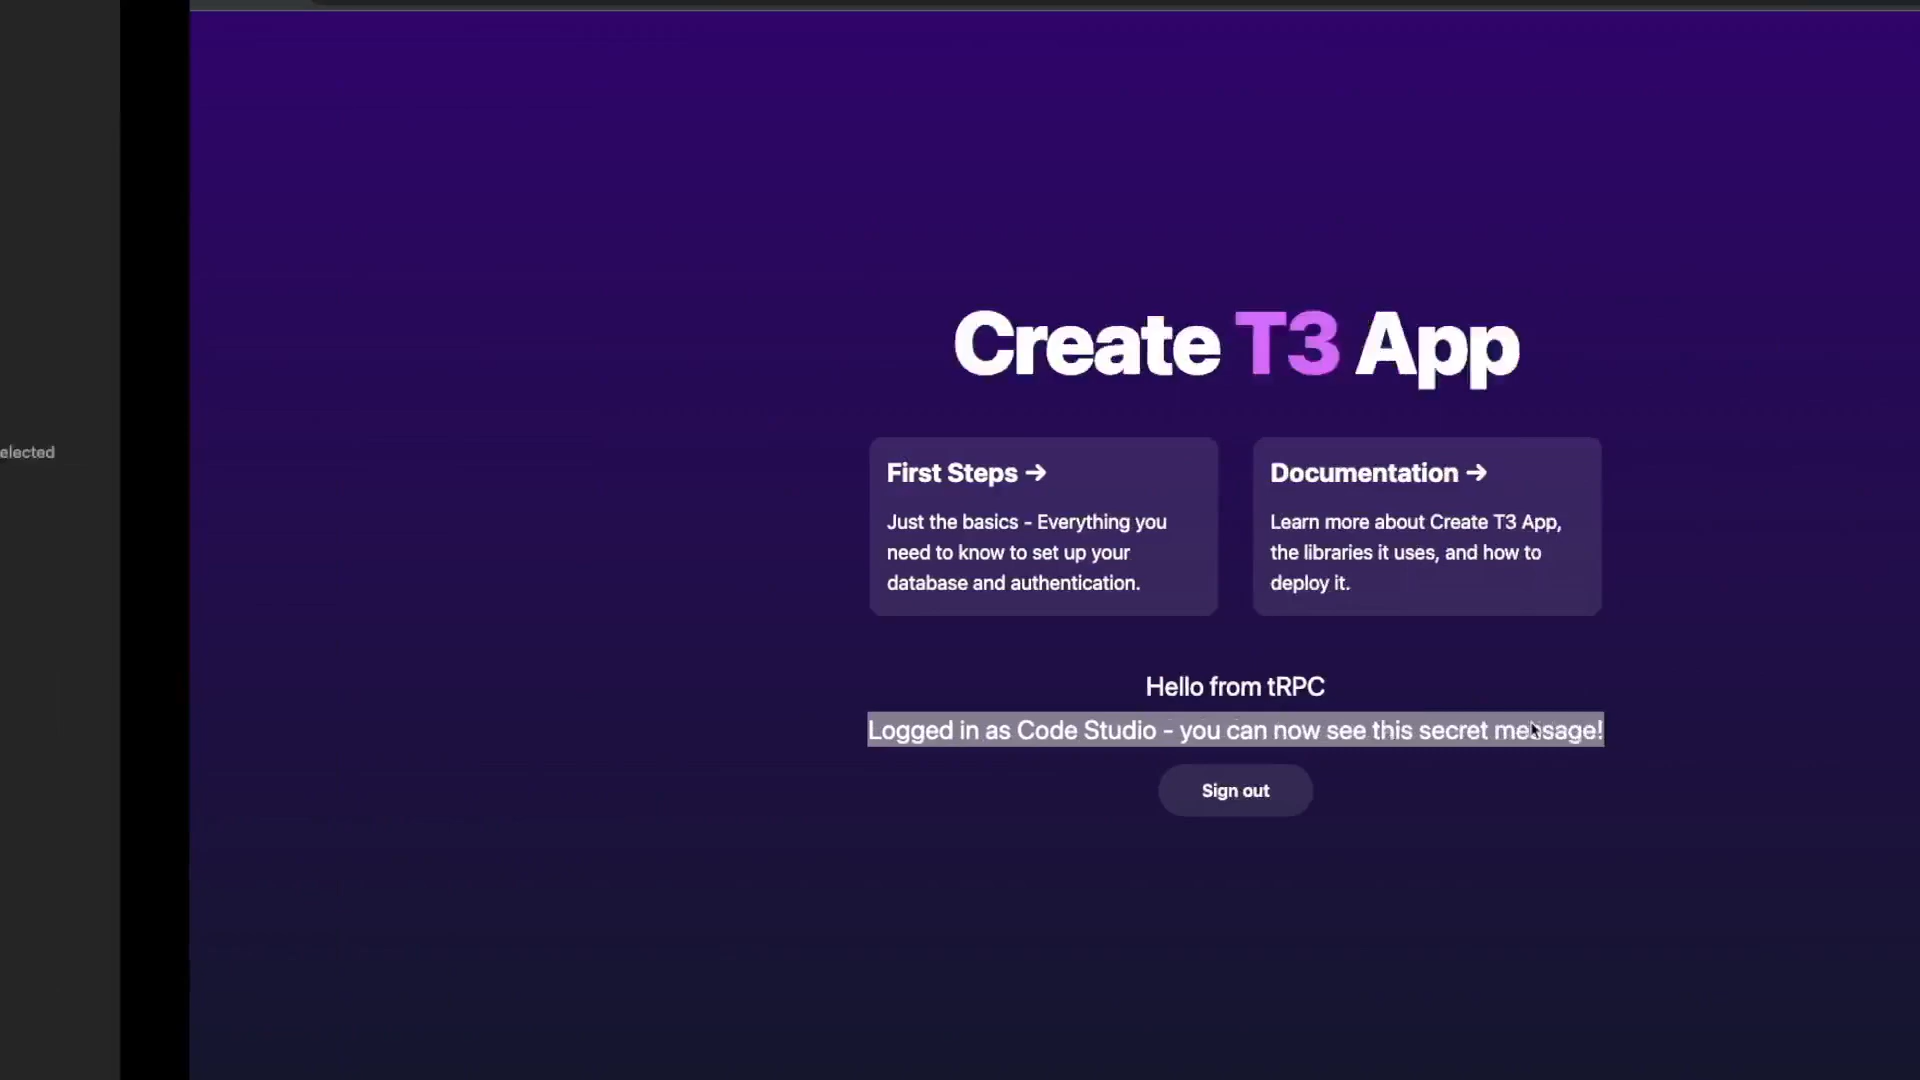 elected
Create T3 App
First Steps →
Just the basics - Everything you
need to know to set up your
database and authentication.
Documentation →
Learn more about Create T3 App,
the libraries it uses, and how to
deploy it.
Hello from tRPC
Logged in as Code Studio - you can now see this secret message!
Sign out